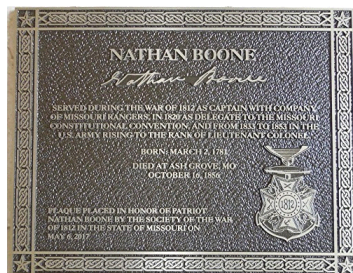 NATHAN BOONE
Nathan Boone
SERVED DURING THE WAR OF 1812 AS CAPTAIN WITH COMPANY
OF MISSOURI RANGERS, IN 1820 AS DELEGATE TO THE MISSOURI
CONSTITUTIONAL CONVENTION, AND FROM 1833 TO 1853 IN THE
U.S. ARMY RISING TO THE RANK OF LIEUTENANT COLONEL.
BORN: MARCH 2, 1781
DIED AT ASH GROVE, MO
OCTOBER 16, 1856
1812
PLAQUE PLACED IN HONOR OF PATRIOT
NATHAN BOONE BY THE SOCIETY OF THE WAR
OF 1812 IN THE STATE OF MISSOURI ON
MAY 6, 2017